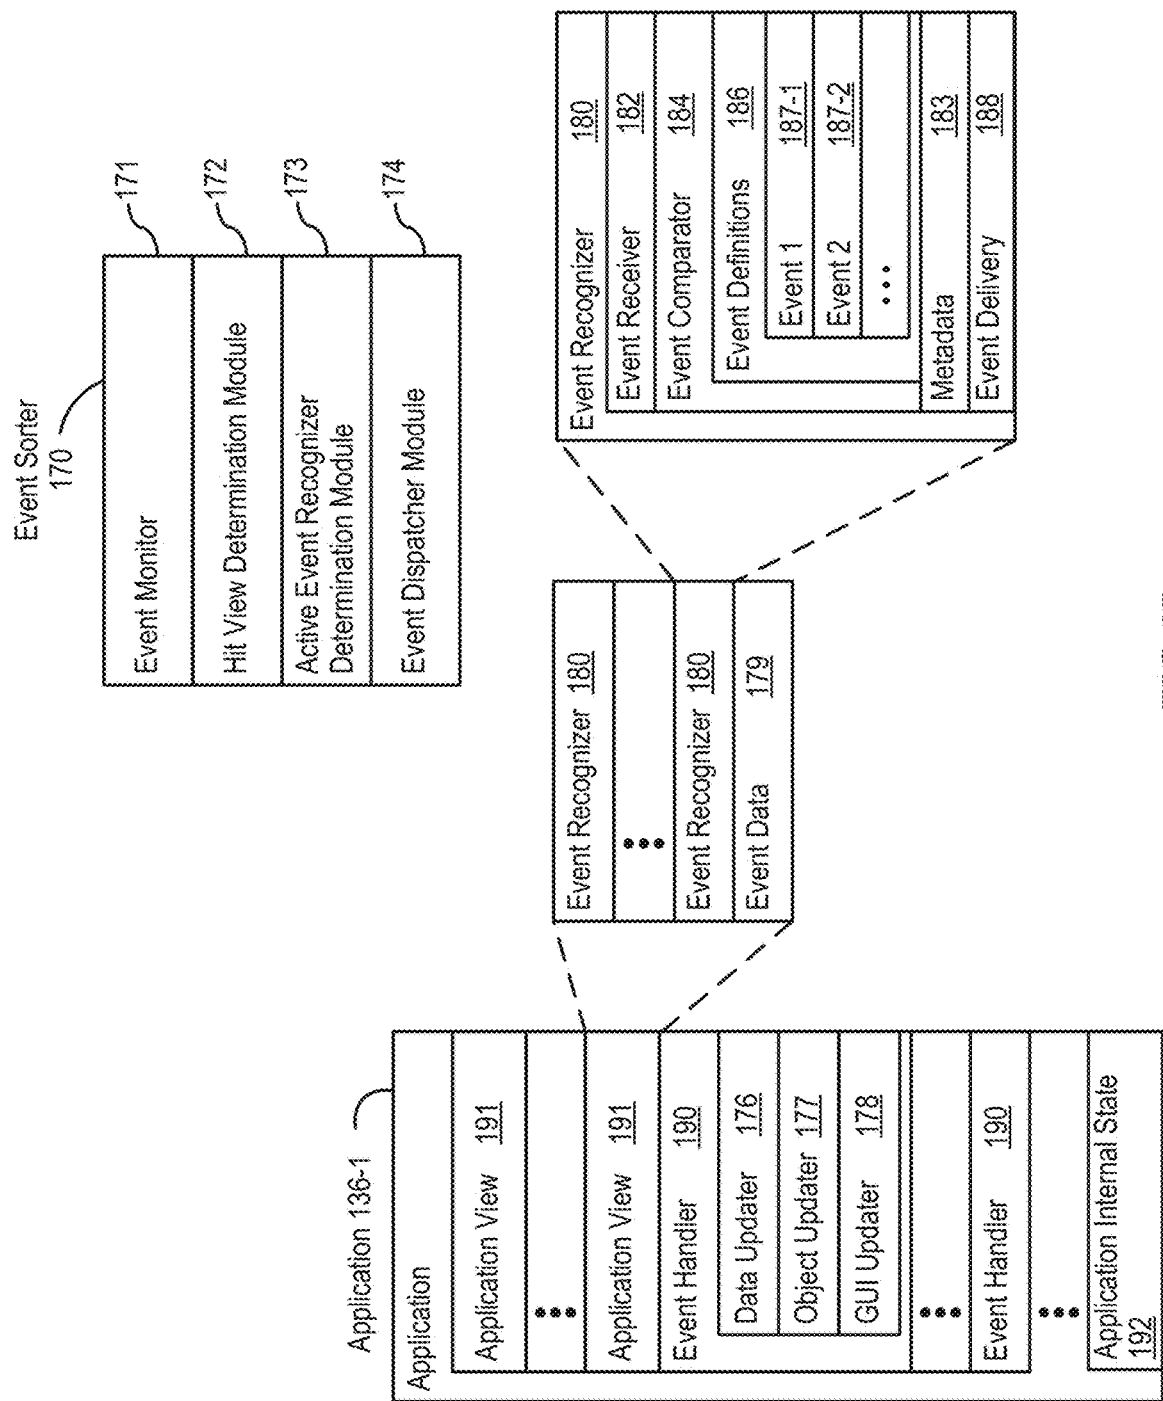 Event Sorter
170
Event Monitor
171
Hit View Determination Module
172
Active Event Recognizer
Determination Module
173
Event Dispatcher Module
174
Application 136-1
Application
Application View 191
•••
Application View 191
Event Handler 190
Data Updater 176
Object Updater 177
GUI Updater 178
•••
Event Handler 190
•••
Application Internal State
192
Event Recognizer 180
•••
Event Recognizer 180
Event Data 179
Event Recognizer 180
Event Receiver 182
Event Comparator 184
Event Definitions 186
Event 1 187-1
Event 2 187-2
•••
Metadata 183
Event Delivery 188